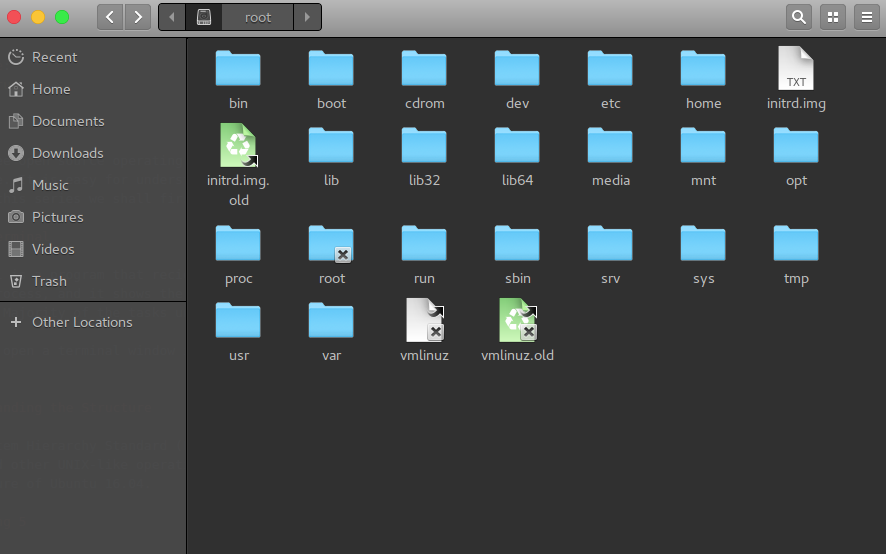 root
Recent
Home
Documents
Downloads
Music
Pictures
Videos
Trash
Other Locations
bin boot cdrom dev etc home initrd.img
TXT
initrd.img.
old
lib lib32 lib64 media mnt opt
proc root run sbin srv sys tmp
usr var vmlinuz vmlinuz.old